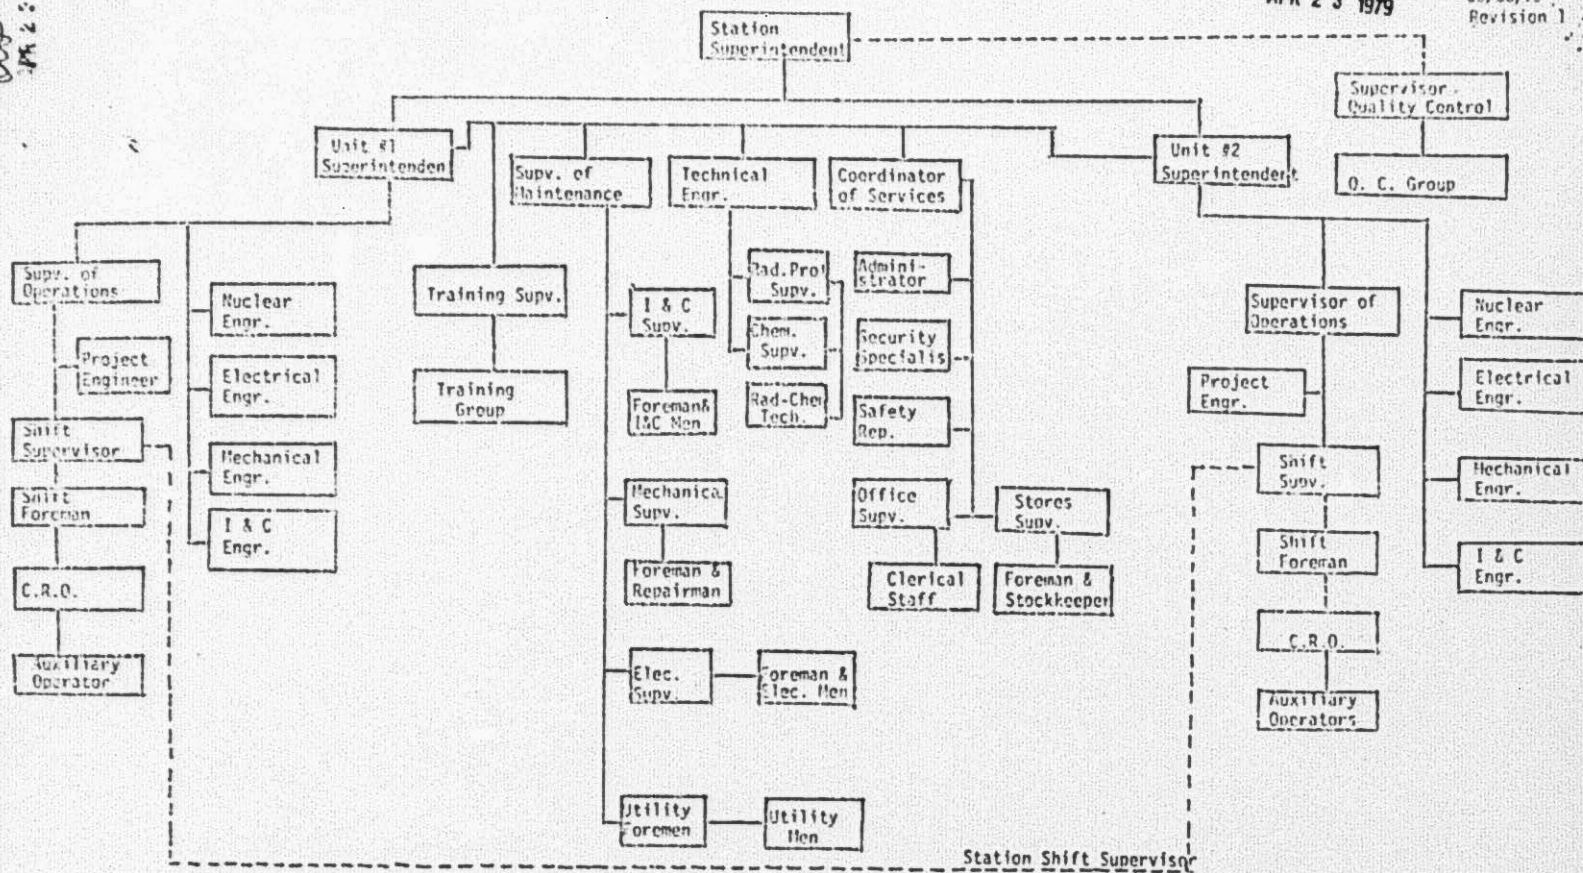 APR 2 3 1979
Revision 1
Station
Superintendent
Supervisor -
Quality Control
Q. C. Group
Unit #1
Superintenden
Supv. of
Maintenance
Technical
Engr.
Coordinator
of Services
Unit #2
Superintendent
Supv. of
Operations
Project
Engineer
Shift
Supervisor
Shift
Foreman
C.R.O.
Auxiliary
Operator
Nuclear
Engr.
Electrical
Engr.
Mechanical
Engr.
I & C
Engr.
Training Supv.
Training
Group
I & C
Supv.
Foreman&
I&C Men
Mechanica
Supv.
Foreman &
Repairman
Elec.
Supv.
Foreman &
Elec. Men
Utility
Foremen
Utility
Men
Rad.Prot
Supv.
Chem.
Supv.
Rad-Chem
Tech.
Admini-
strator
Security
Specialis
Safety
Rep.
Office
Supv.
Clerical
Staff
Stores
Supv.
Foreman &
Stockkeeper
Supervisor of
Operations
Project
Engr.
Shift
Supv.
Shift
Foreman
C.R.O.
Auxiliary
Operators
Nuclear
Engr.
Electrical
Engr.
Mechanical
Engr.
I & C
Engr.
Station Shift Supervisor